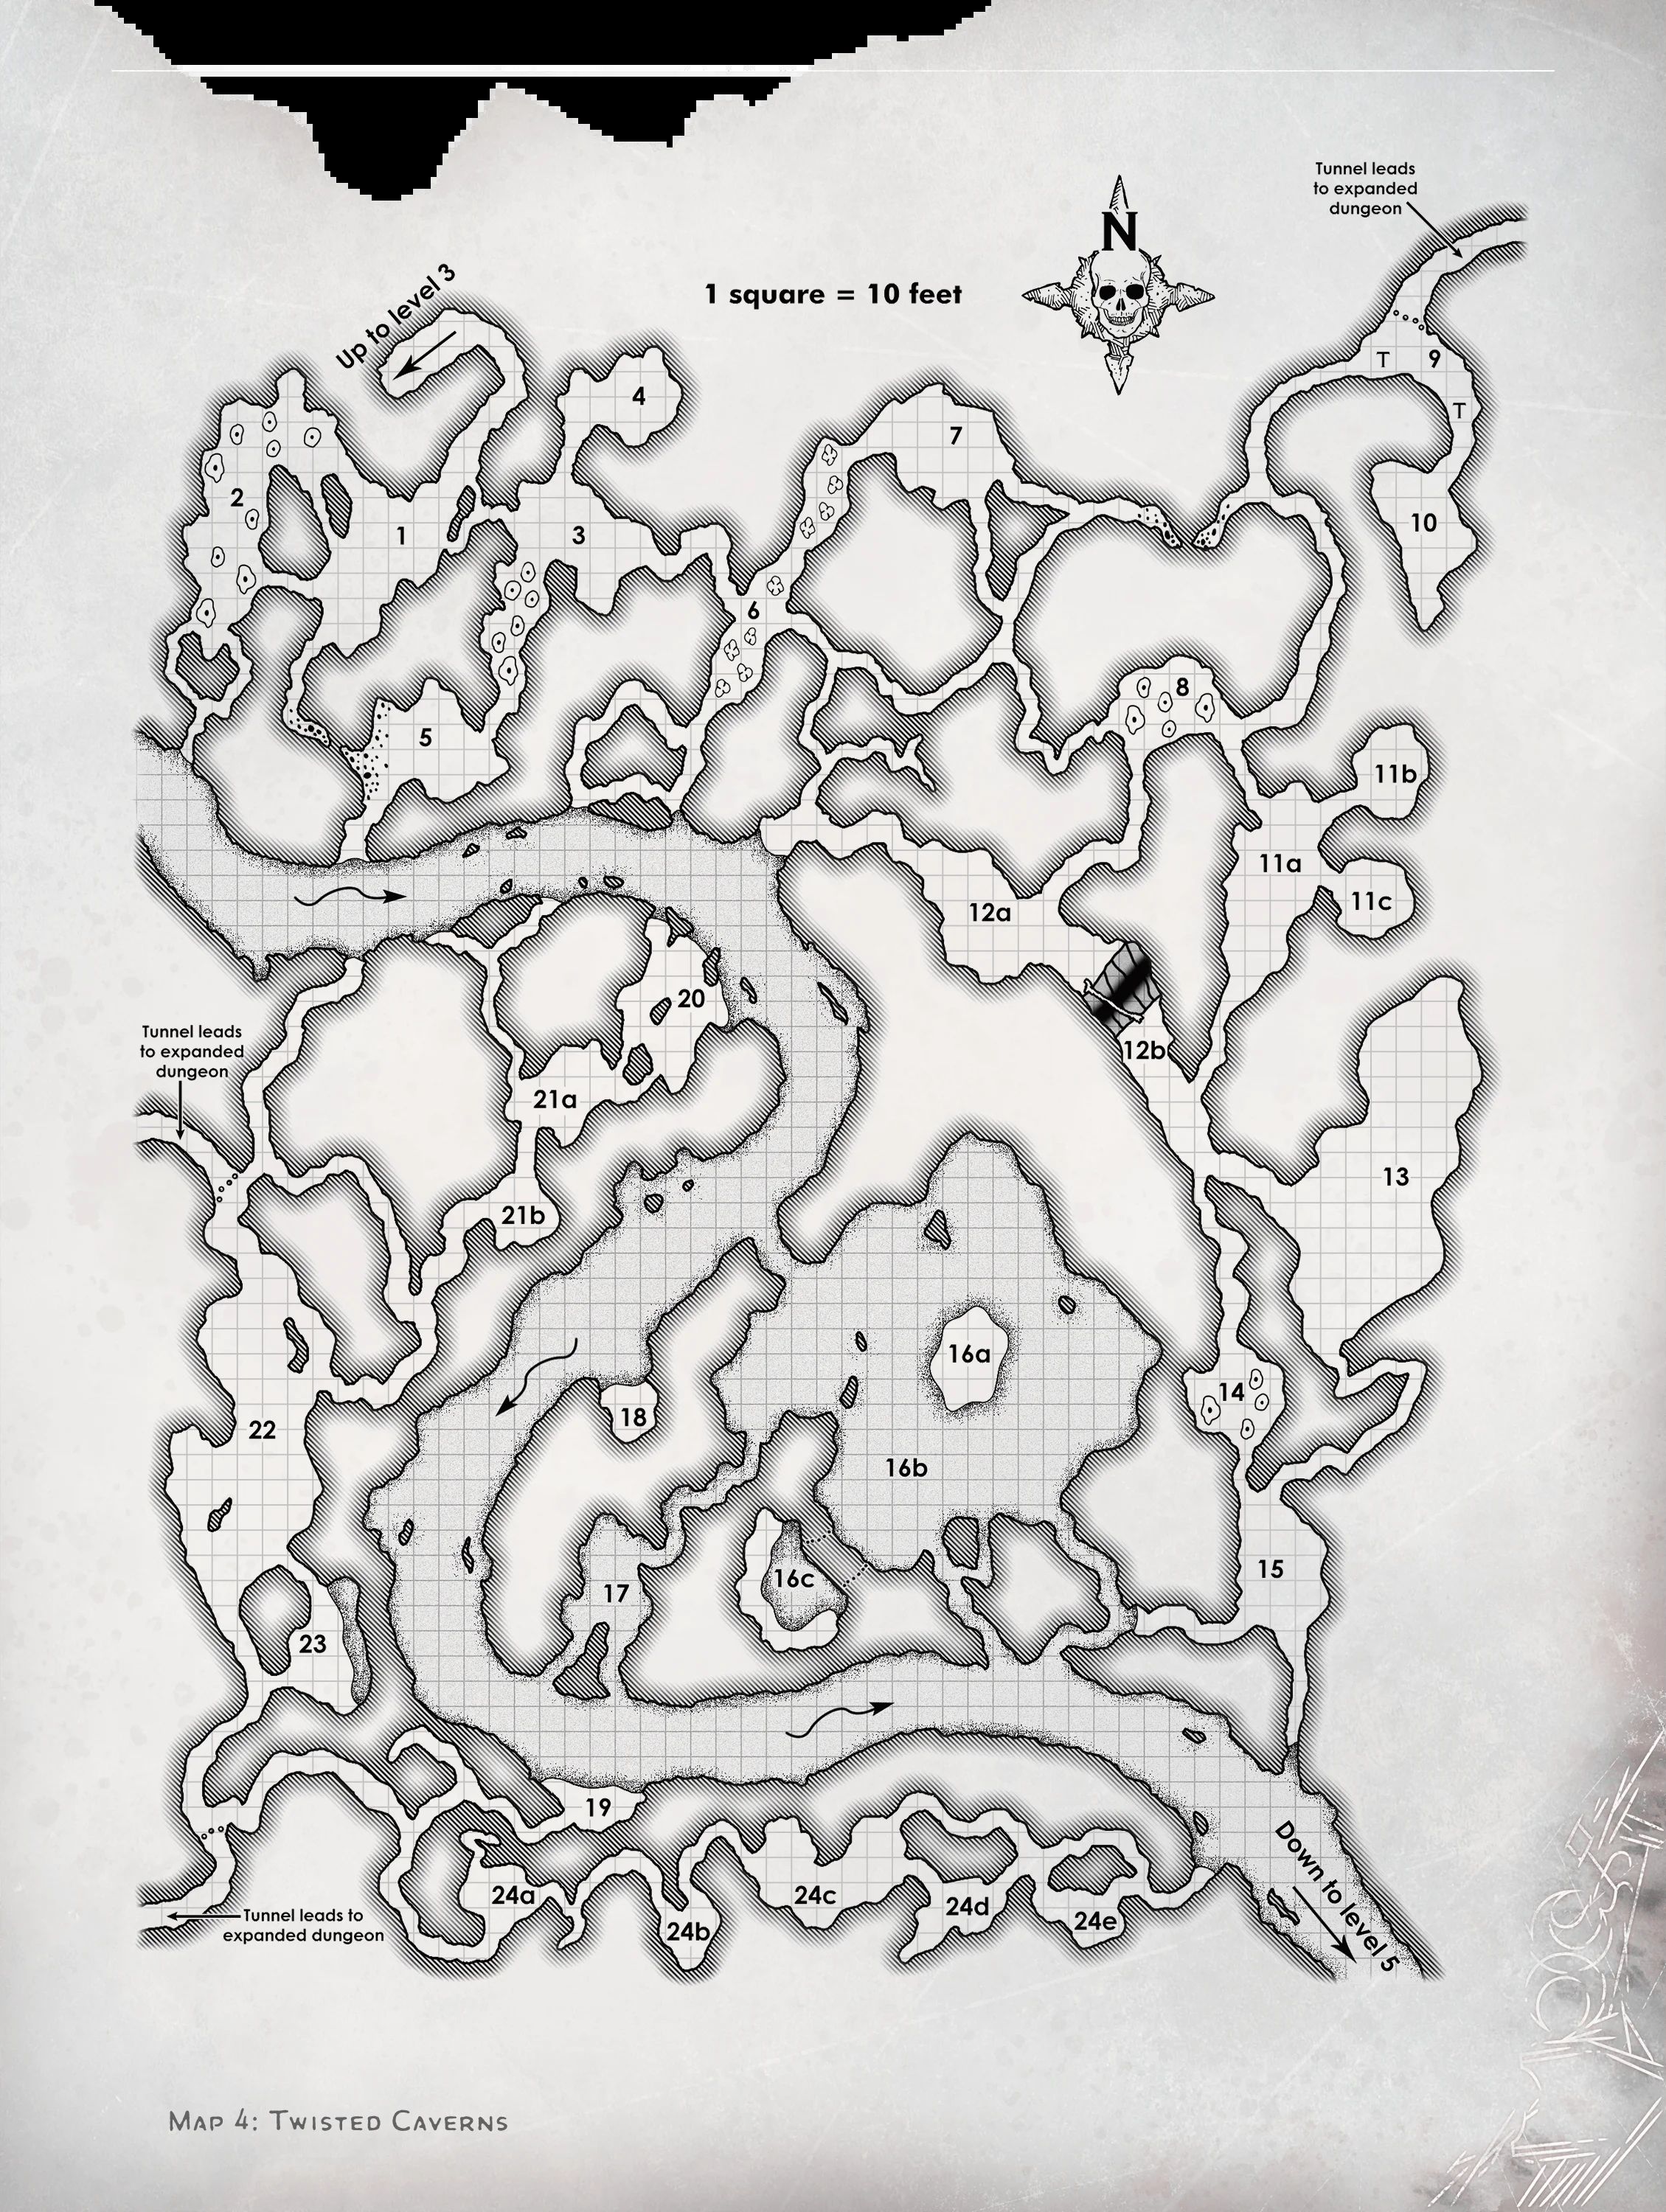 Tunnel leads
to expanded
dungeon
N
Up to level 3
1 square = 10 feet
T
9
4
T
7
2
10
1
3
6
8
5
11b
11a
11c
12a
20
Tunnel leads
to expanded
dungeon
12b
21a
13
21b
16a
14
18
22
16b
15
16c
17
23
19
Down to level 5
24a
24c
24d
Tunnel leads to
expanded dungeon
24b
24e
Map 4: Twisted Caverns